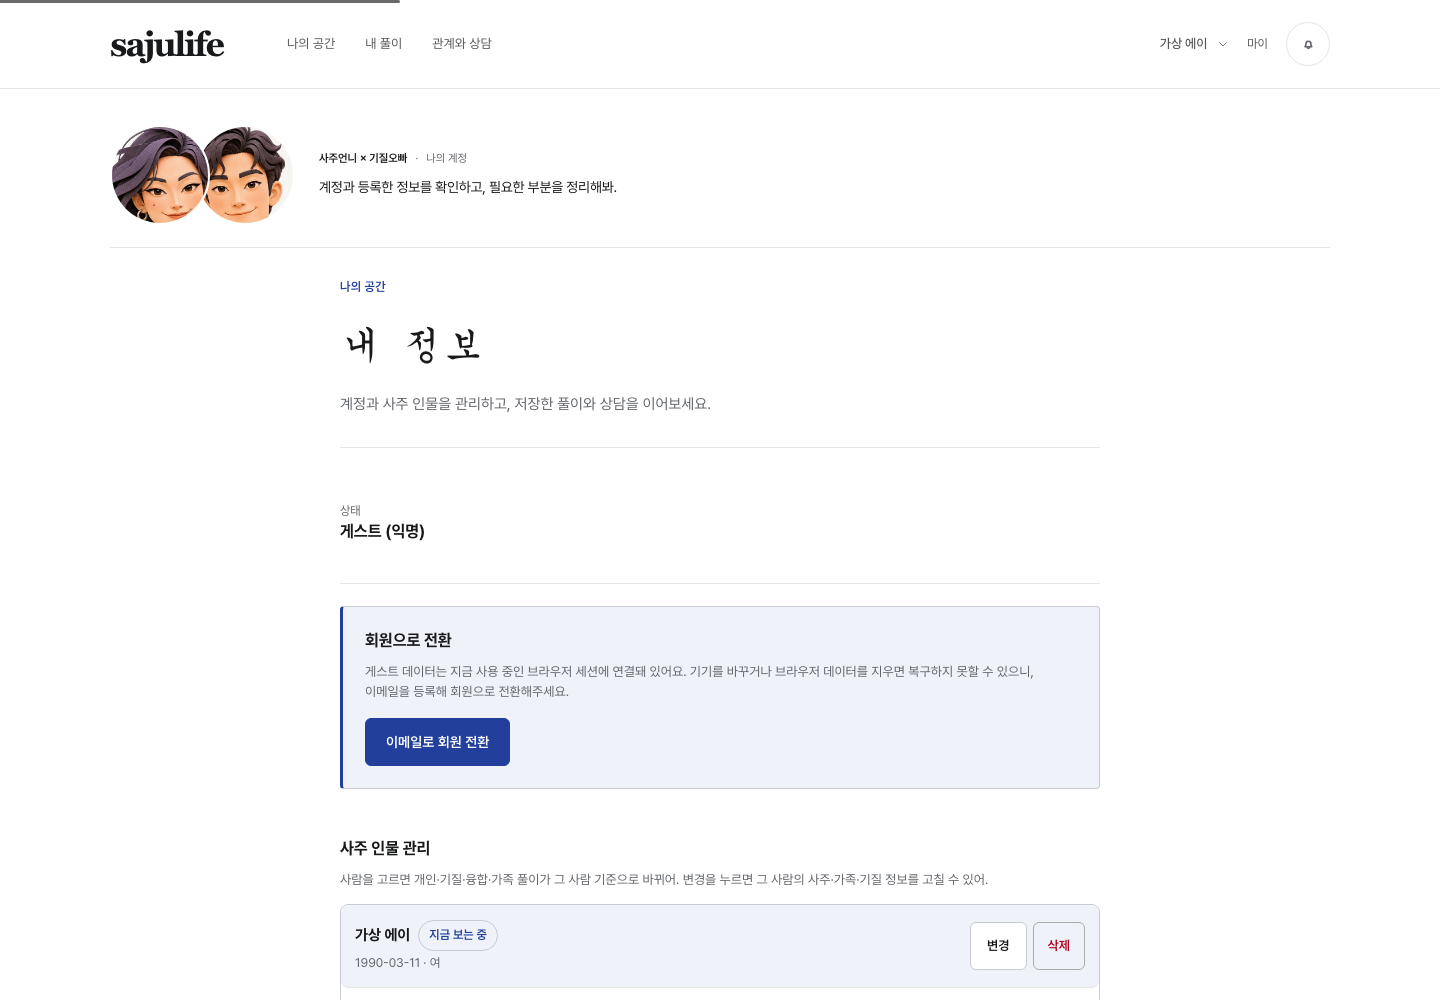 sajulife
나의 공간
내 풀이
관계와 상담
가상 에이
마이
사주언니 × 기질오빠 · 나의 계정
계정과 등록한 정보를 확인하고, 필요한 부분을 정리해봐.
나의 공간
내 정보
계정과 사주 인물을 관리하고, 저장한 풀이와 상담을 이어보세요.
상태
게스트 (익명)
회원으로 전환
게스트 데이터는 지금 사용 중인 브라우저 세션에 연결돼 있어요. 기기를 바꾸거나 브라우저 데이터를 지우면 복구하지 못할 수 있으니,
이메일을 등록해 회원으로 전환해주세요.
이메일로 회원 전환
사주 인물 관리
사람을 고르면 개인·기질·융합·가족 풀이가 그 사람 기준으로 바뀌어. 변경을 누르면 그 사람의 사주·가족·기질 정보를 고칠 수 있어.
가상 에이
지금 보는 중
1990-03-11 · 여
변경
삭제